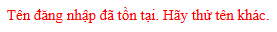 Tên đăng nhập đã tồn tại. Hãy thử tên khác.